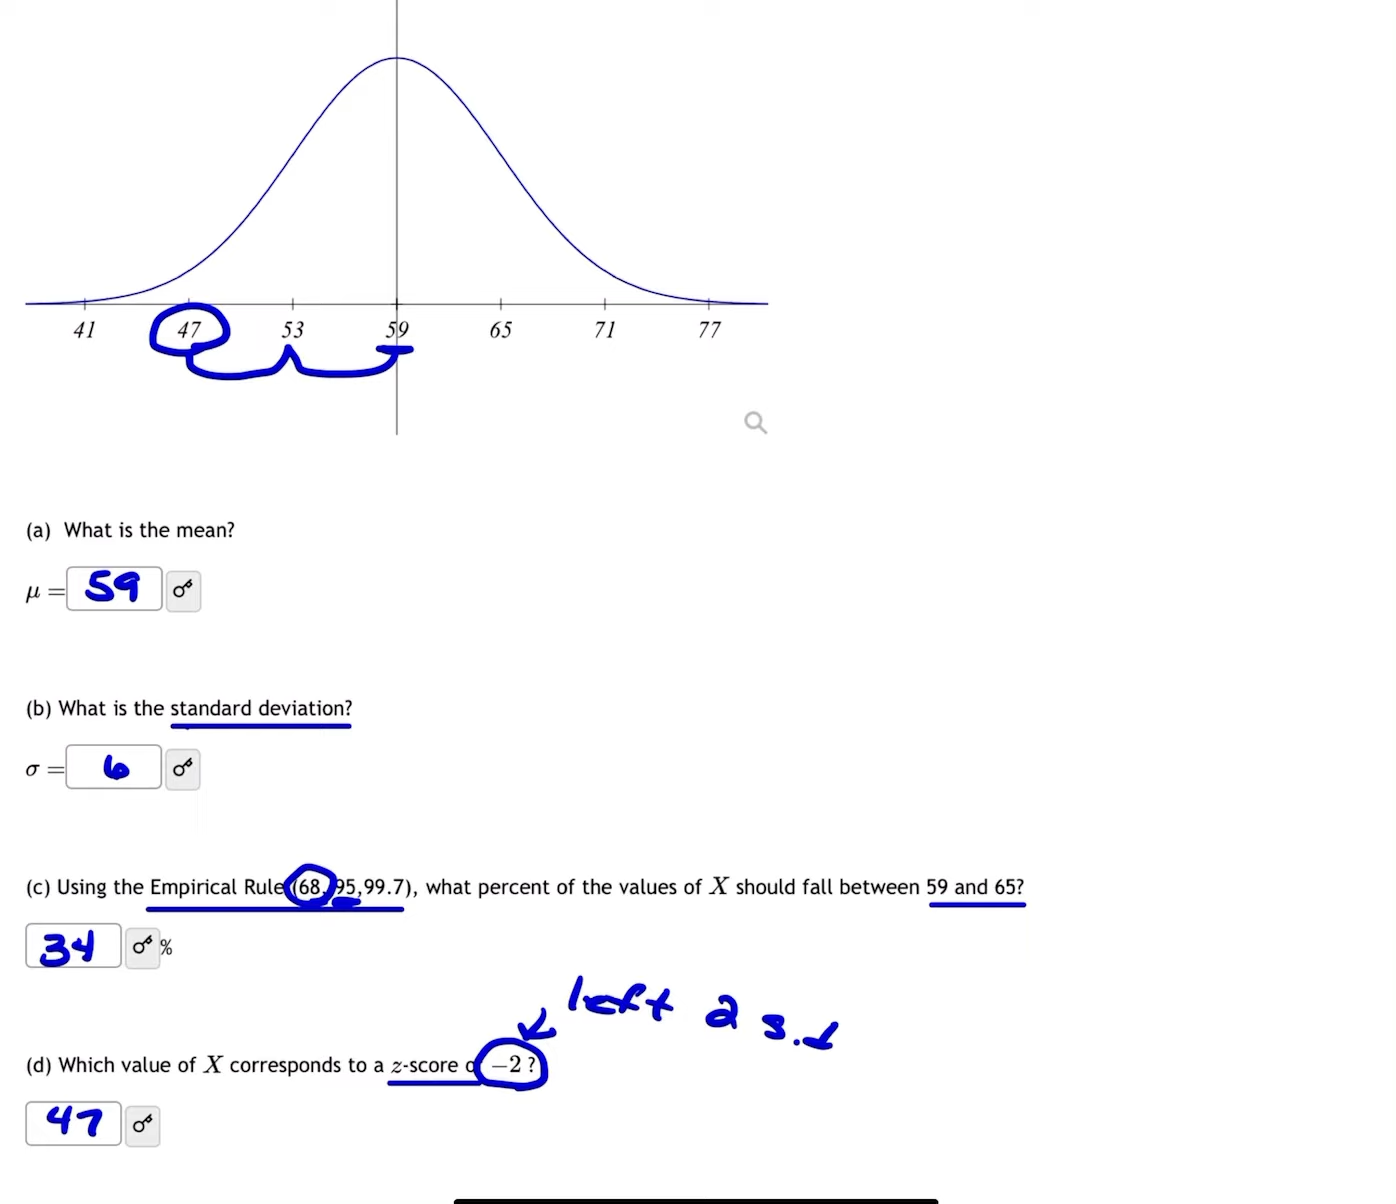 41 47 53 59 65 71 77
(a) What is the mean?
μ = 59
(b) What is the standard deviation?
σ = 6
(c) Using the Empirical Rule (68, 95,99.7), what percent of the values of X should fall between 59 and 65?
34 %
left 2 s.d
(d) Which value of X corresponds to a z-score −2 ?
47